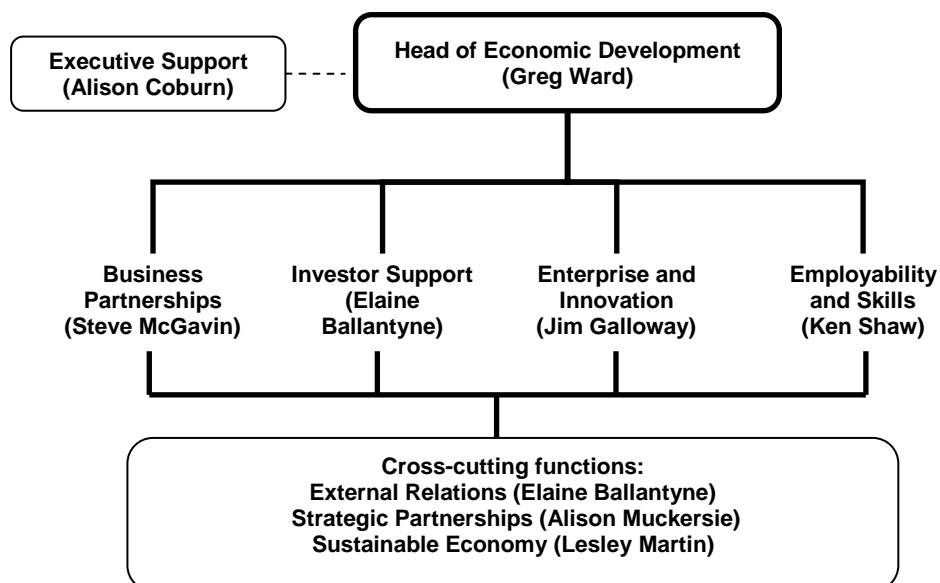 Executive Support
(Alison Coburn)
Head of Economic Development
(Greg Ward)
Business
Partnerships
(Steve McGavin)
Investor Support
(Elaine
Ballantyne)
Enterprise and
Innovation
(Jim Galloway)
Employability
and Skills
(Ken Shaw)
Cross-cutting functions:
External Relations (Elaine Ballantyne)
Strategic Partnerships (Alison Muckersie)
Sustainable Economy (Lesley Martin)